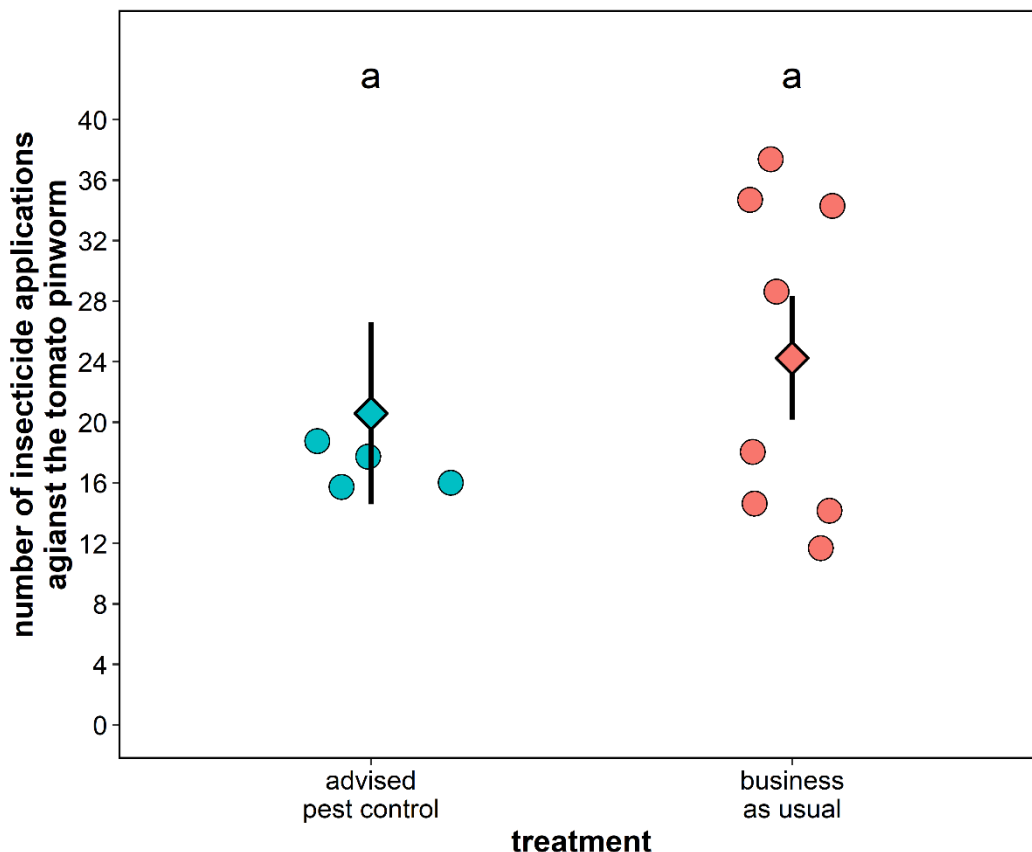 number of insecticide applications
agianst the tomato pinworm
a
a
40
36
32
28
24
20
16
12
8
4
0
advised
pest control
business
as usual
treatment